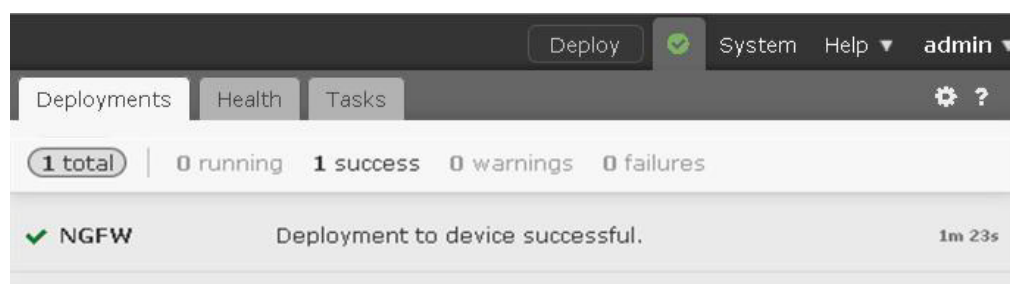 Deploy System Help admin
Deployments Health Tasks ?
1 total 0 running 1 success 0 warnings 0 failures
NGFW Deployment to device successful. 1m 23s